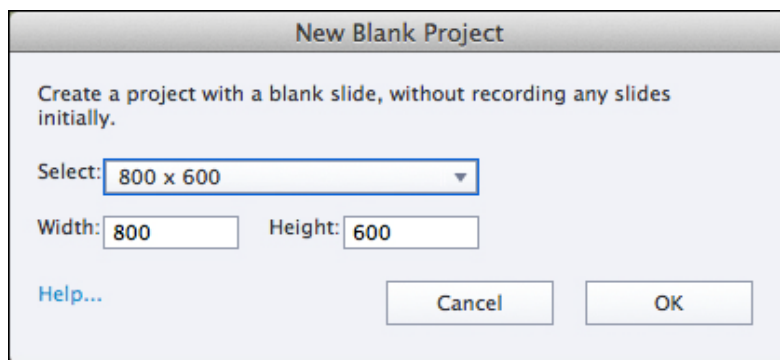 New Blank Project
Create a project with a blank slide, without recording any slides
initially.
Select: 800 x 600
Width: 800 Height: 600
Help... Cancel OK